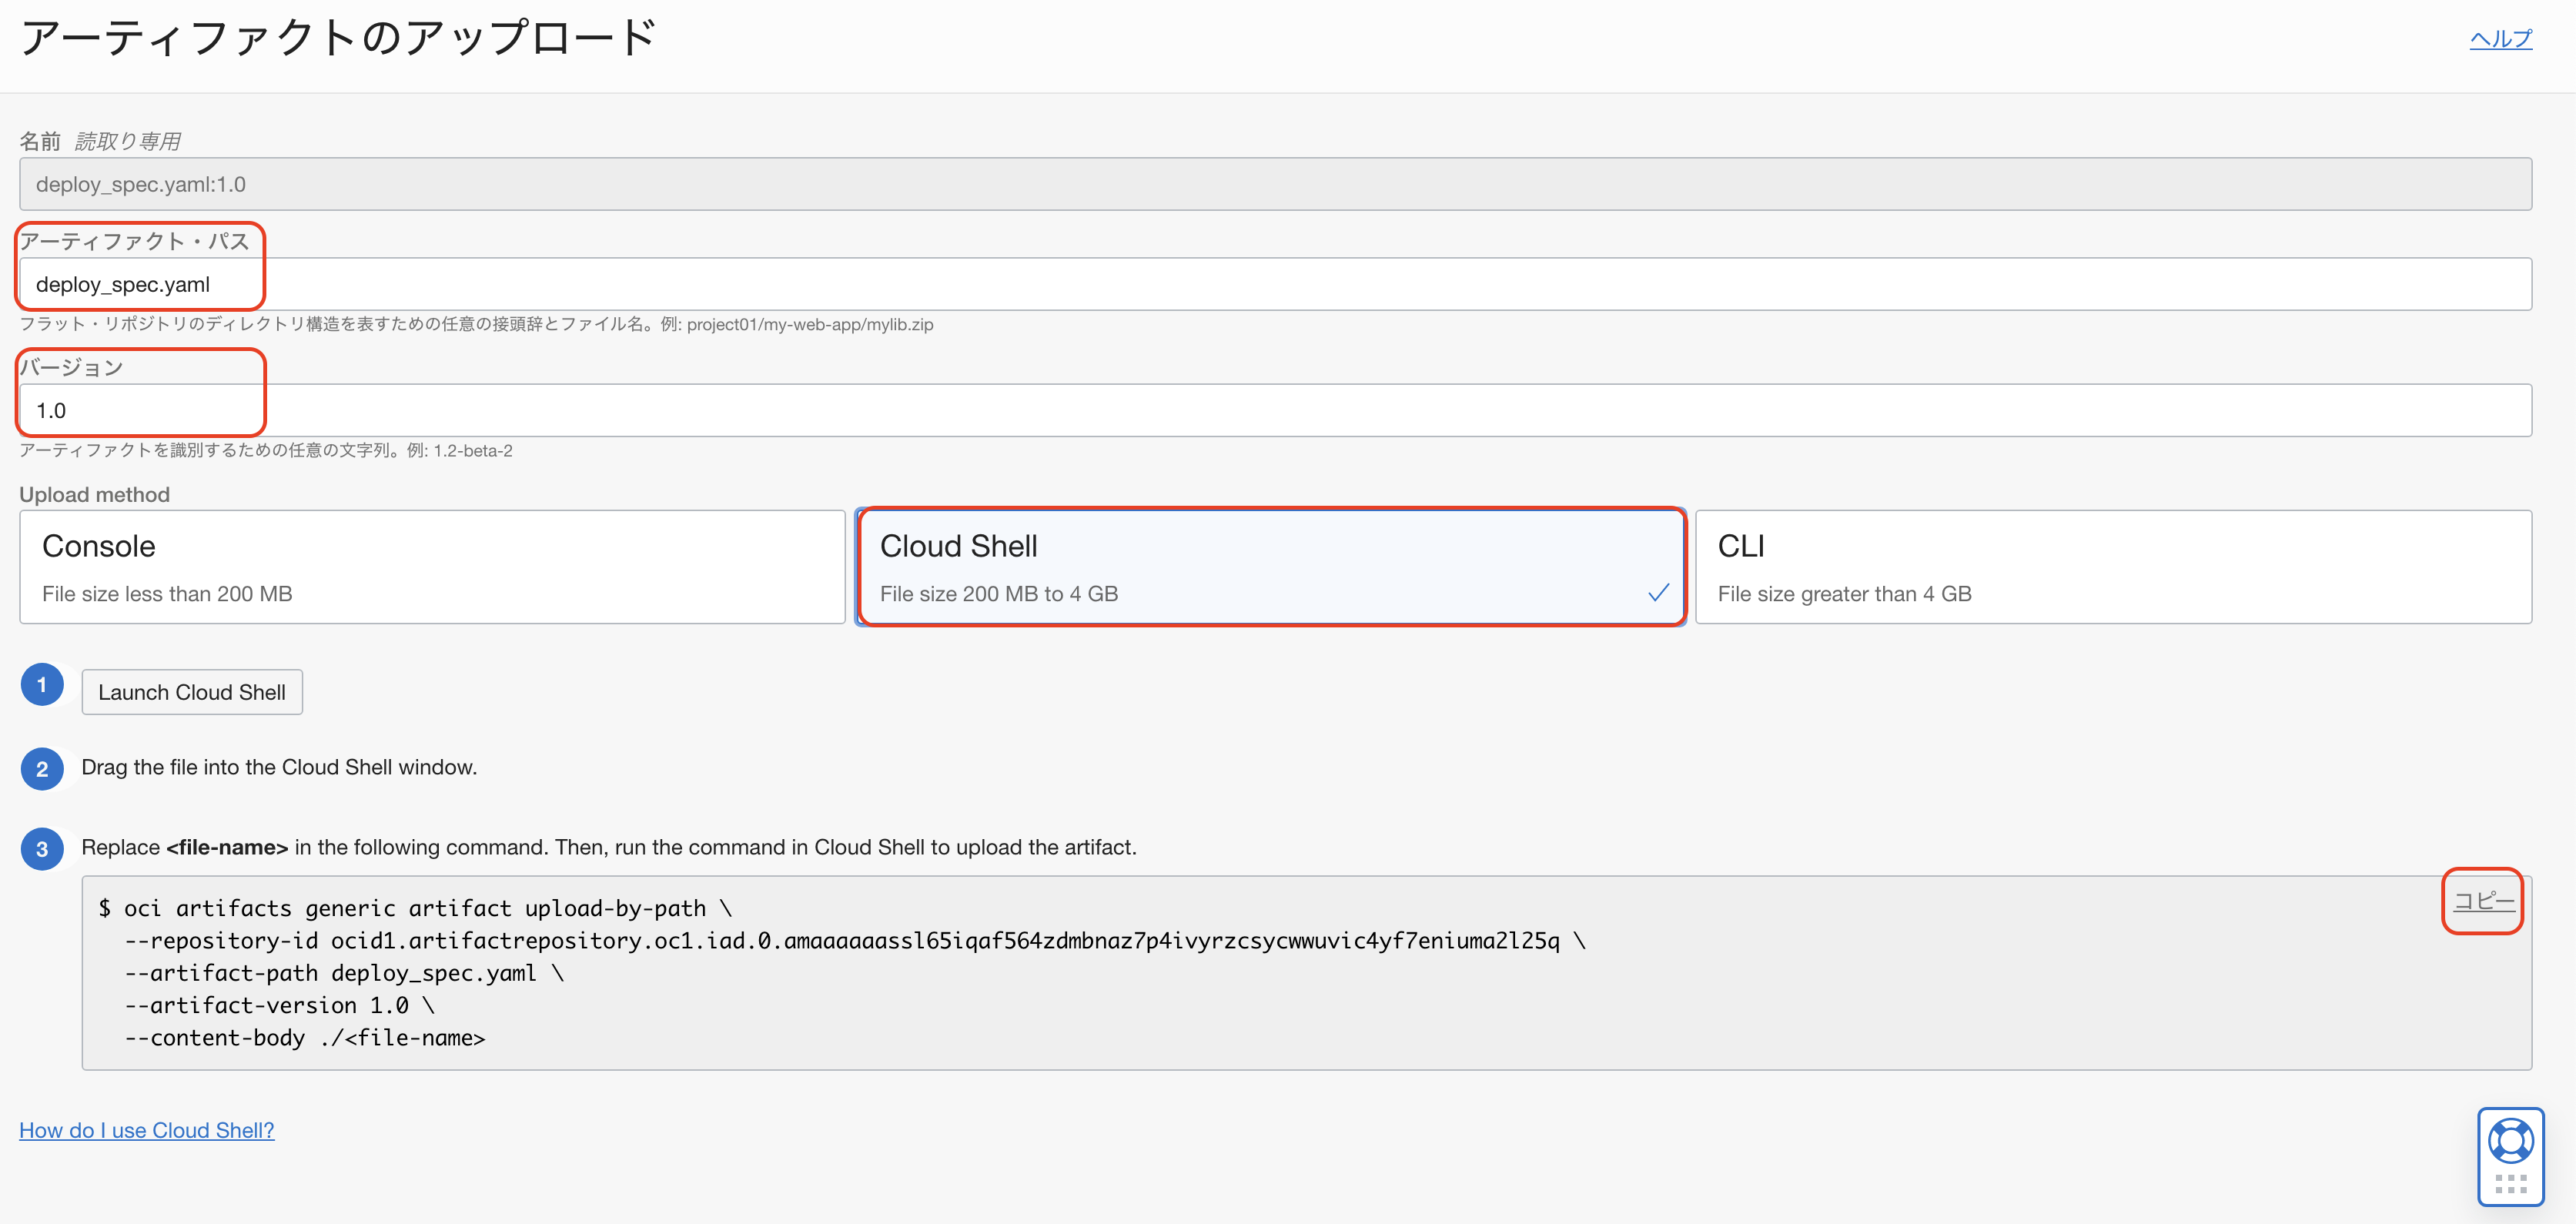 アーティファクトのアップロード
ヘルプ
名前 読取り専用
deploy_spec.yaml:1.0
アーティファクト・パス
deploy_spec.yaml
フラット・リポジトリのディレクトリ構造を表すための任意の接頭辞とファイル名。例: project01/my-web-app/mylib.zip
バージョン
1.0
アーティファクトを識別するための任意の文字列。例: 1.2-beta-2
Upload method
Console
File size less than 200 MB
Cloud Shell
File size 200 MB to 4 GB
CLI
File size greater than 4 GB
1 Launch Cloud Shell
2 Drag the file into the Cloud Shell window.
3 Replace <file-name> in the following command. Then, run the command in Cloud Shell to upload the artifact.
コピー
$ oci artifacts generic artifact upload-by-path \
--repository-id ocid1.artifactrepository.oc1.iad.0.amaaaaaassl65iqaf564zdmbnaz7p4ivyrzcsycwwuvic4yf7eniuma2l25q \
--artifact-path deploy_spec.yaml \
--artifact-version 1.0 \
--content-body ./<file-name>
How do I use Cloud Shell?